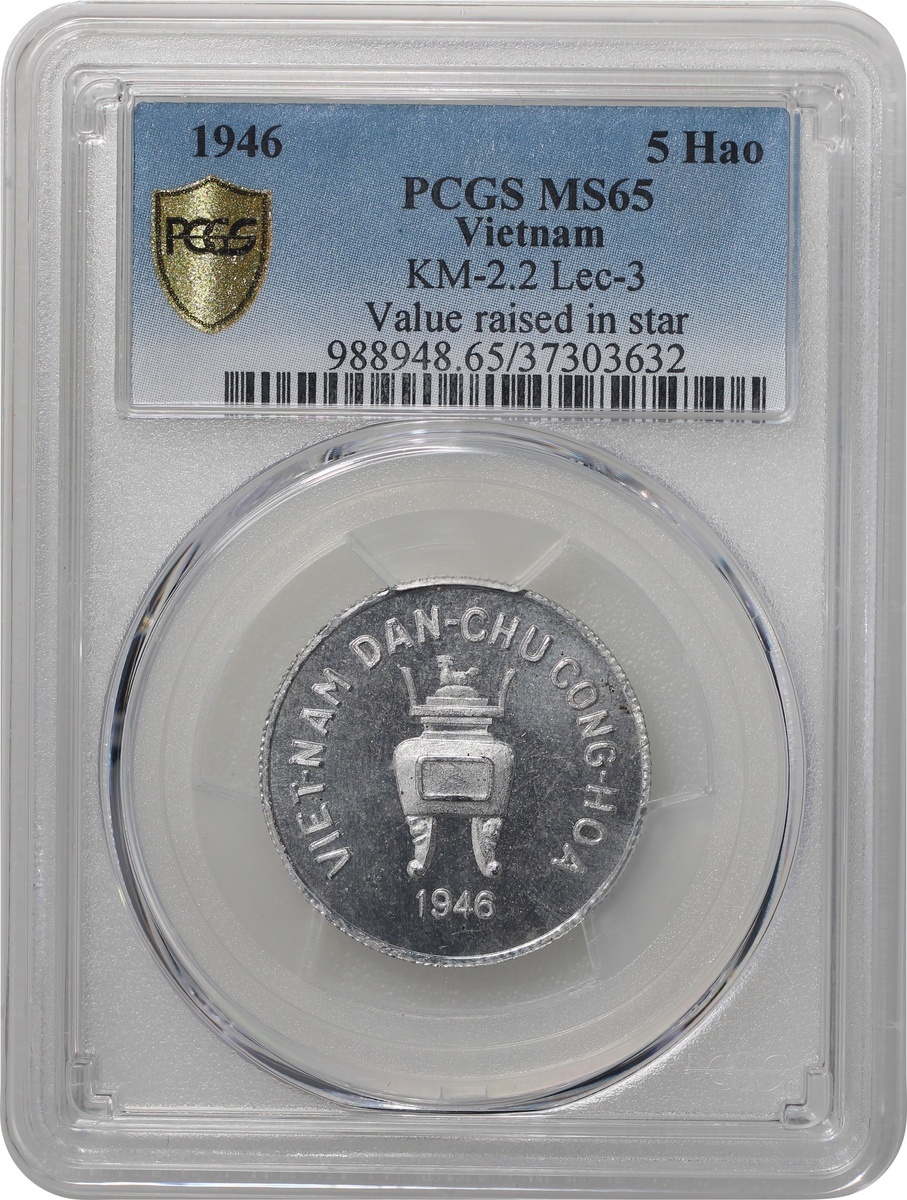 1946 5 Hao
PCGS MS65
PCGS
Vietnam
KM-2.2 Lec-3
Value raised in star
988948.65/37303632
VIET-NAM DAN-CHU CONG-HOA
1946